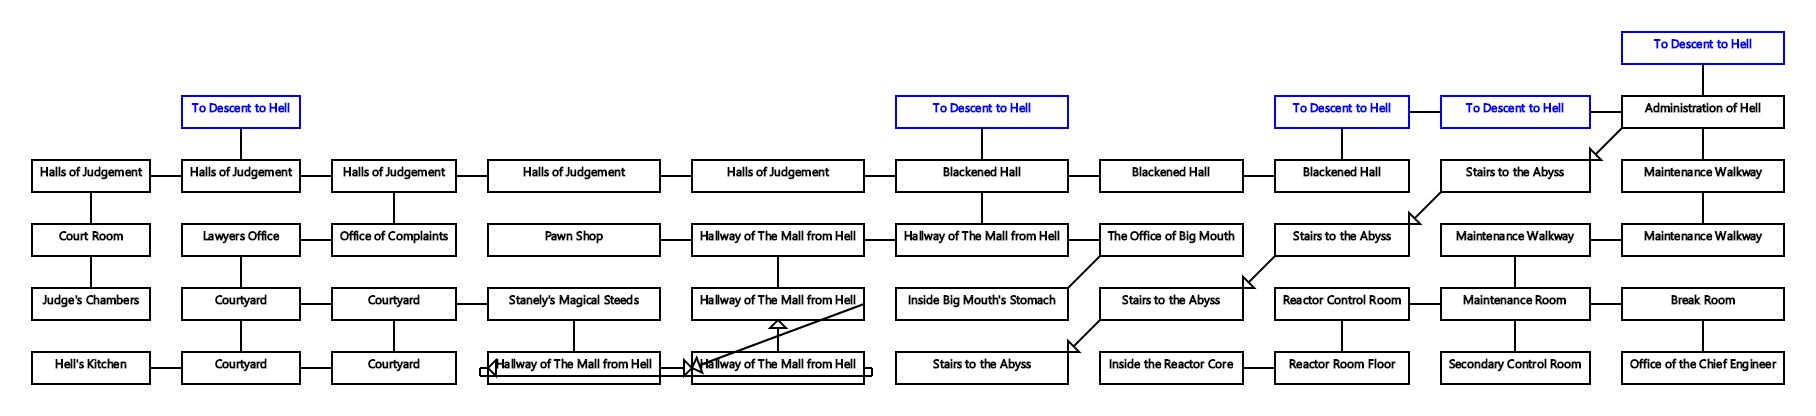 To Descent to Hell
To Descent to Hell
To Descent to Hell
To Descent to Hell
To Descent to Hell
Administration of Hell
Halls of Judgement
Halls of Judgement
Halls of Judgement
Halls of Judgement
Halls of Judgement
Blackened Hall
Blackened Hall
Blackened Hall
Stairs to the Abyss
Maintenance Walkway
Court Room
Lawyers Office
Office of Complaints
Pawn Shop
Hallway of The Mall from Hell
Hallway of The Mall from Hell
The Office of Big Mouth
Stairs to the Abyss
Maintenance Walkway
Maintenance Walkway
Judge's Chambers
Courtyard
Courtyard
Stanely's Magical Steeds
Hallway of The Mall from Hell
Inside Big Mouth's Stomach
Stairs to the Abyss
Reactor Control Room
Maintenance Room
Break Room
Hell's Kitchen
Courtyard
Courtyard
Hallway of The Mall from Hell
Hallway of The Mall from Hell
Stairs to the Abyss
Inside the Reactor Core
Reactor Room Floor
Secondary Control Room
Office of the Chief Engineer